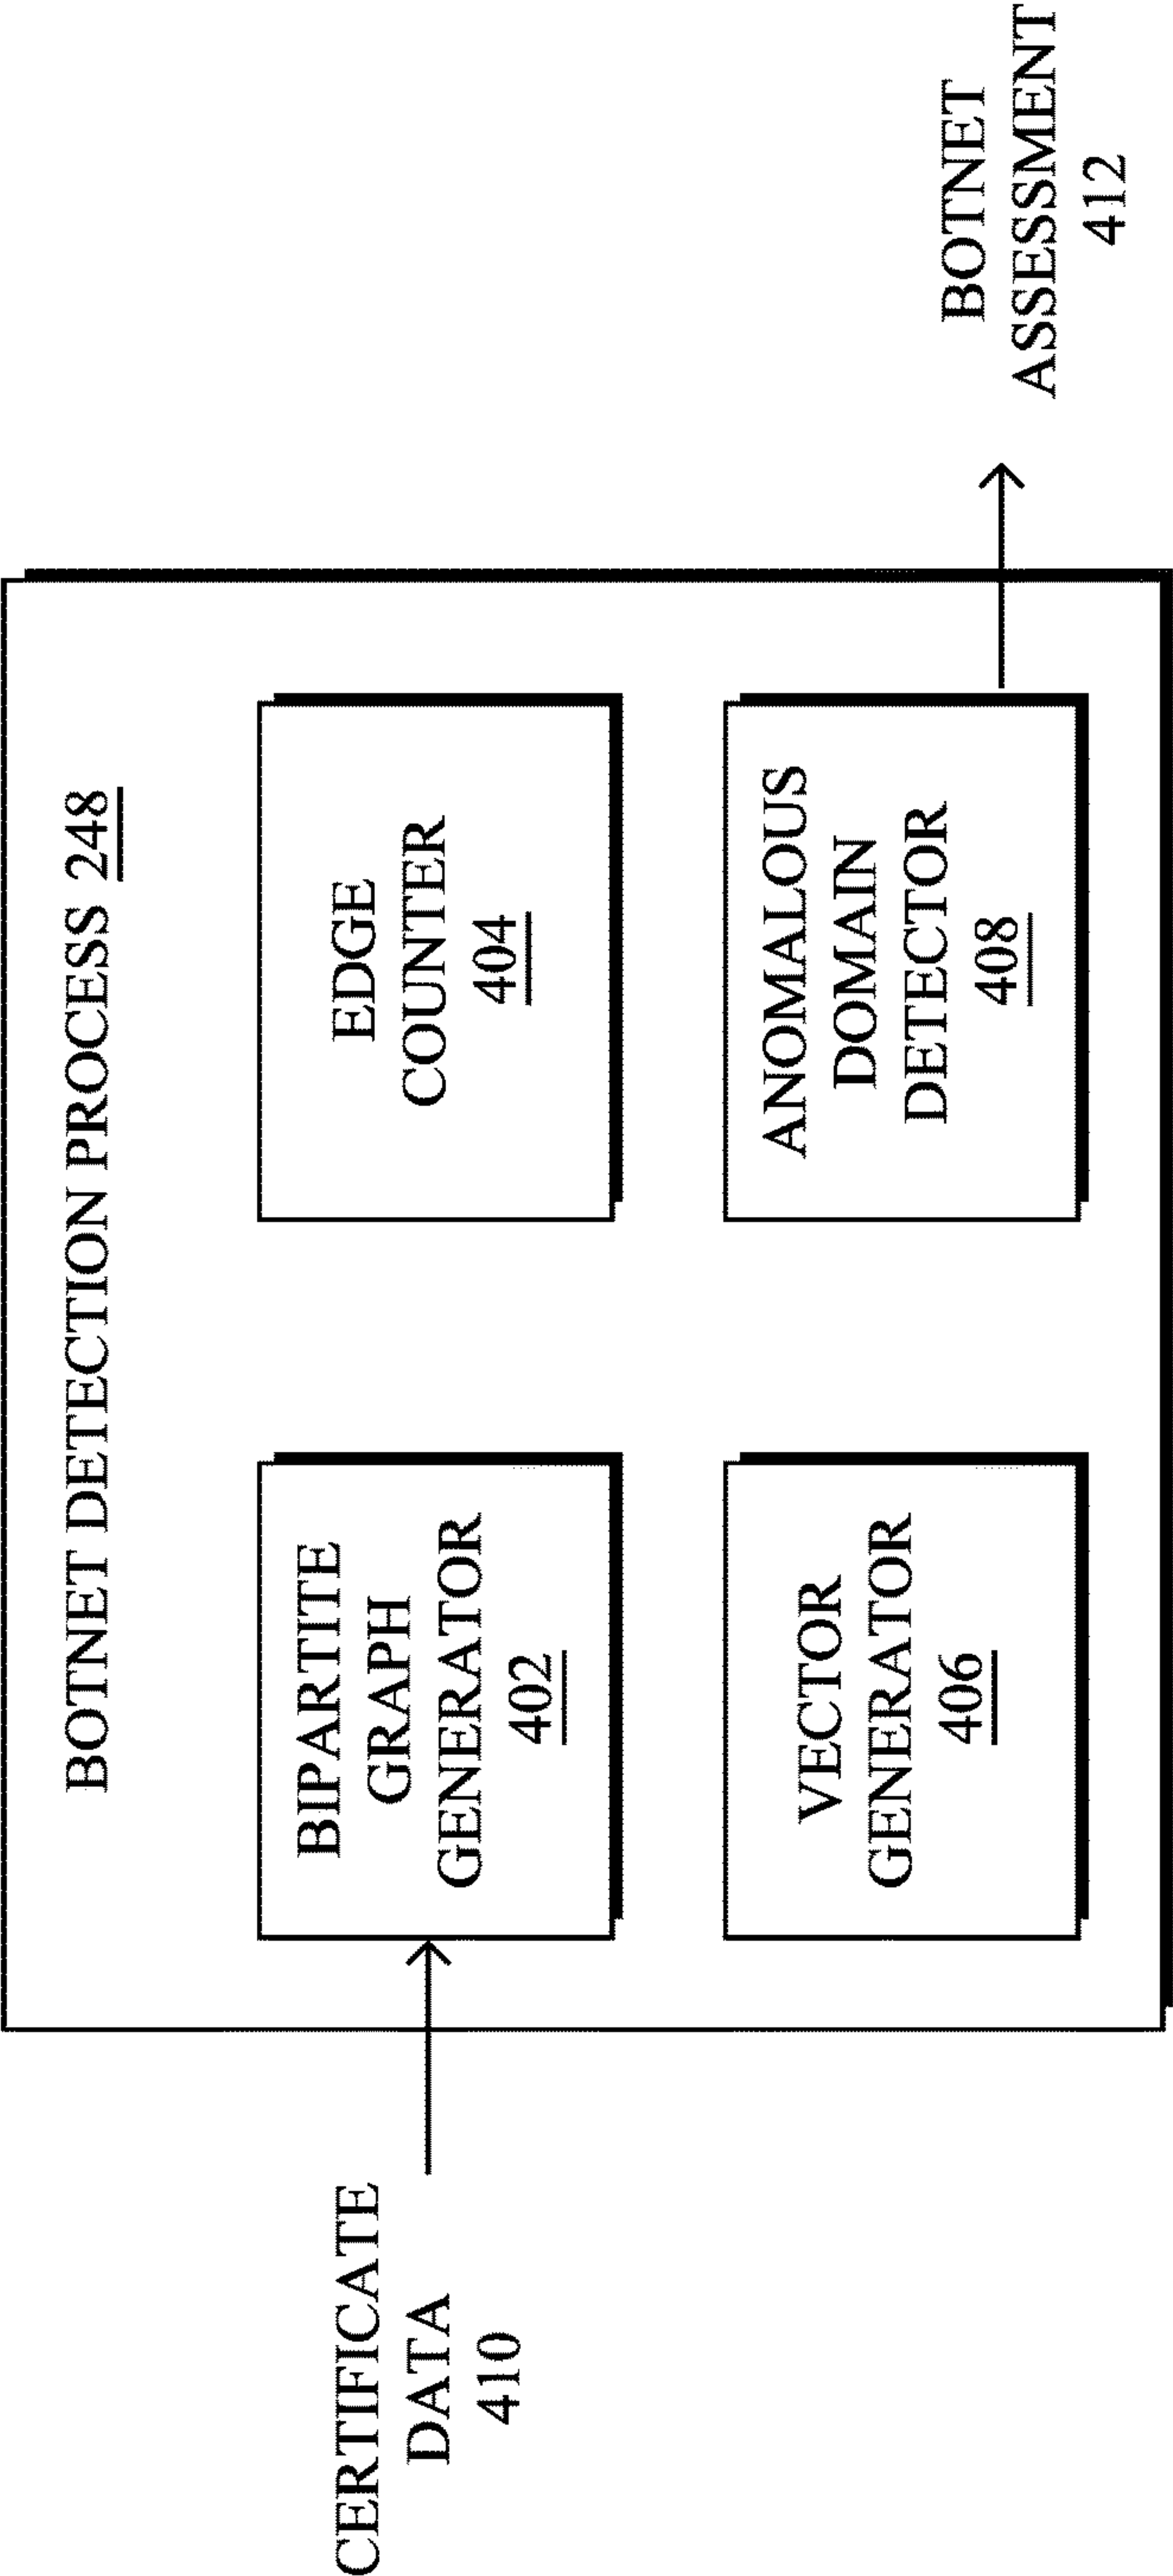 BOTNET DETECTION PROCESS 248
CERTIFICATE
DATA
410
BIPARTITE
GRAPH
GENERATOR
402
EDGE
COUNTER
404
VECTOR
GENERATOR
406
ANOMALOUS
DOMAIN
DETECTOR
408
BOTNET
ASSESSMENT
412